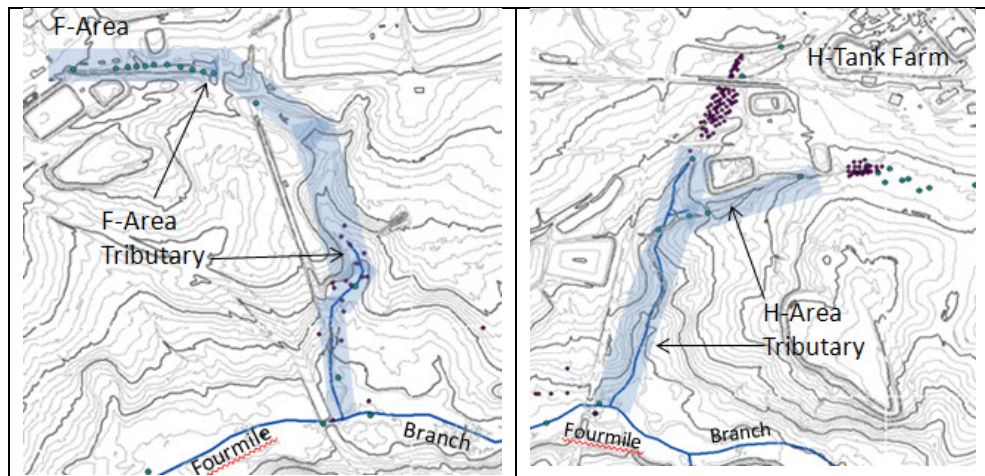 F-Area
F-Area
Tributary
Fourmile
Branch
H-Tank Farm
H-Area
Tributary
Fourmile
Branch